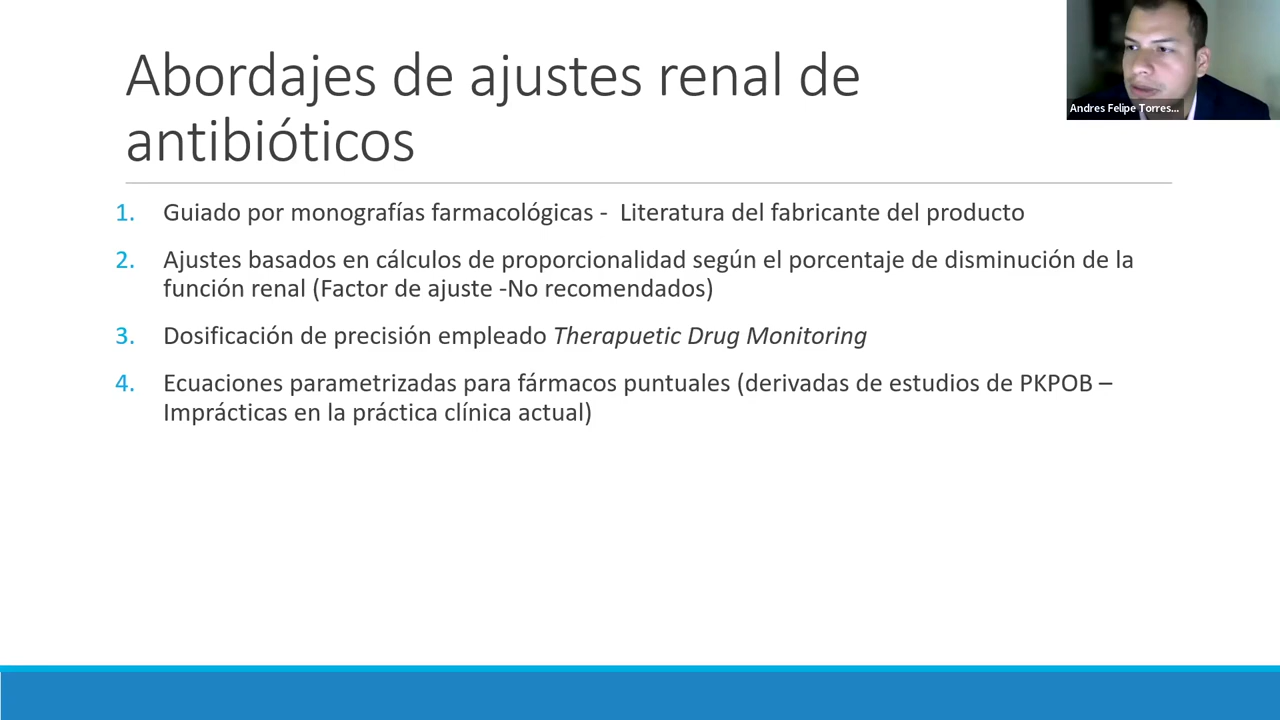 Abordajes de ajustes renal de
antibióticos
Andres Felipe Torres...
1. Guiado por monografías farmacológicas - Literatura del fabricante del producto
2. Ajustes basados en cálculos de proporcionalidad según el porcentaje de disminución de la
función renal (Factor de ajuste -No recomendados)
3. Dosificación de precisión empleado Therapuetic Drug Monitoring
4. Ecuaciones parametrizadas para fármacos puntuales (derivadas de estudios de PKPOB –
Imprácticas en la práctica clínica actual)